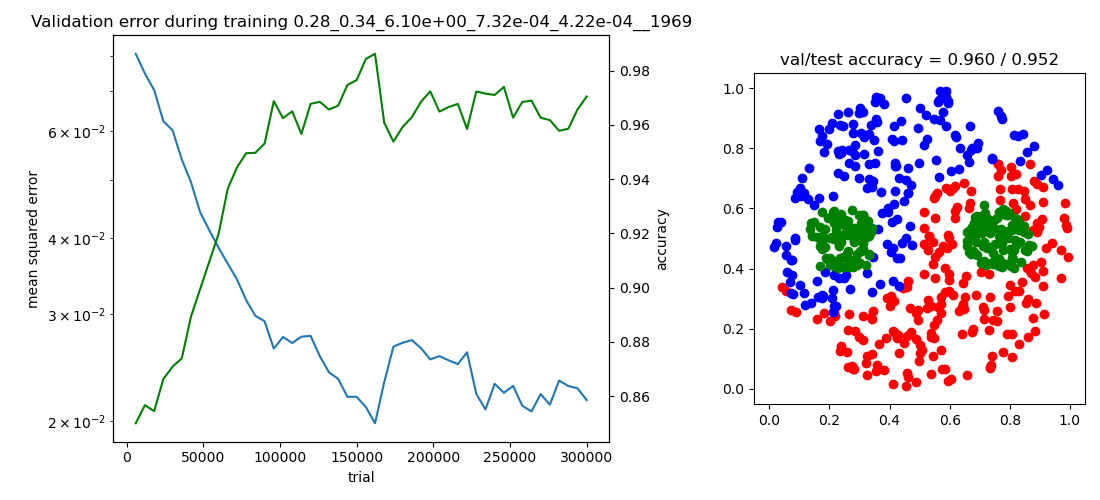 Validation error during training 0.28_0.34_6.10e+00_7.32e-04_4.22e-04__1969
mean squared error
6 × 10⁻²
4 × 10⁻²
3 × 10⁻²
2 × 10⁻²
0 50000 100000 150000 200000 250000 300000
trial
0.98
0.96
0.94
0.92
0.90
0.88
0.86
accuracy
val/test accuracy = 0.960 / 0.952
1.0
0.8
0.6
0.4
0.2
0.0
0.0 0.2 0.4 0.6 0.8 1.0